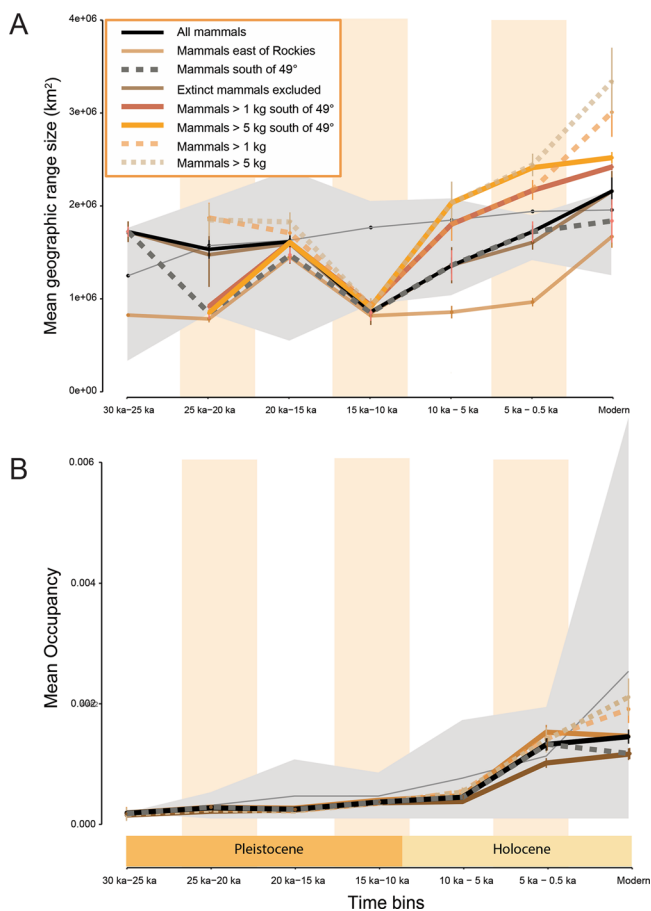 A
Mean geographic range size (km²)
4e+06
3e+06
2e+06
1e+06
0e+00
All mammals
Mammals east of Rockies
Mammals south of 49°
Extinct mammals excluded
Mammals > 1 kg south of 49°
Mammals > 5 kg south of 49°
Mammals > 1 kg
Mammals > 5 kg
30 ka–25 ka 25 ka–20 ka 20 ka–15 ka 15 ka–10 ka 10 ka – 5 ka 5 ka – 0.5 ka Modern
B
Mean Occupancy
0.006
0.004
0.002
0.000
Pleistocene Holocene
30 ka–25 ka 25 ka–20 ka 20 ka–15 ka 15 ka–10 ka 10 ka – 5 ka 5 ka – 0.5 ka Modern
Time bins